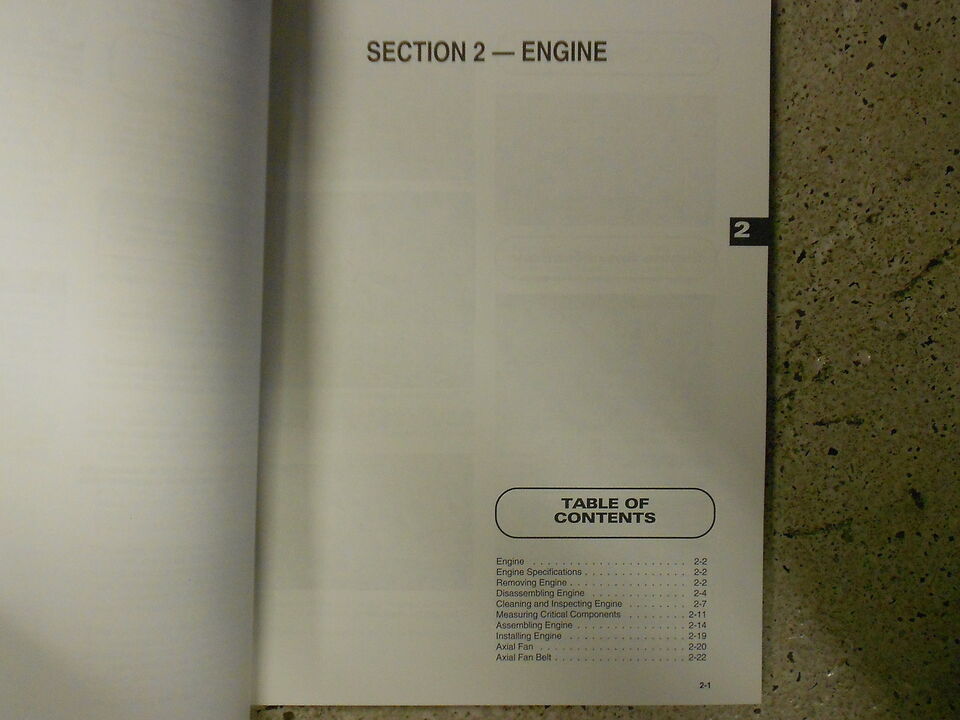 SECTION 2 — ENGINE
2
TABLE OF
CONTENTS
Engine . . . . . . . . . . . . . . . . . . . . . . . 2-2
Engine Specifications . . . . . . . . . . . . . . . 2-2
Removing Engine . . . . . . . . . . . . . . . . . 2-2
Disassembling Engine . . . . . . . . . . . . . . 2-4
Cleaning and Inspecting Engine . . . . . . . . . 2-7
Measuring Critical Components . . . . . . . . . 2-11
Assembling Engine . . . . . . . . . . . . . . . . 2-14
Installing Engine . . . . . . . . . . . . . . . . . 2-19
Axial Fan . . . . . . . . . . . . . . . . . . . . . . 2-20
Axial Fan Belt . . . . . . . . . . . . . . . . . . . 2-22
2-1